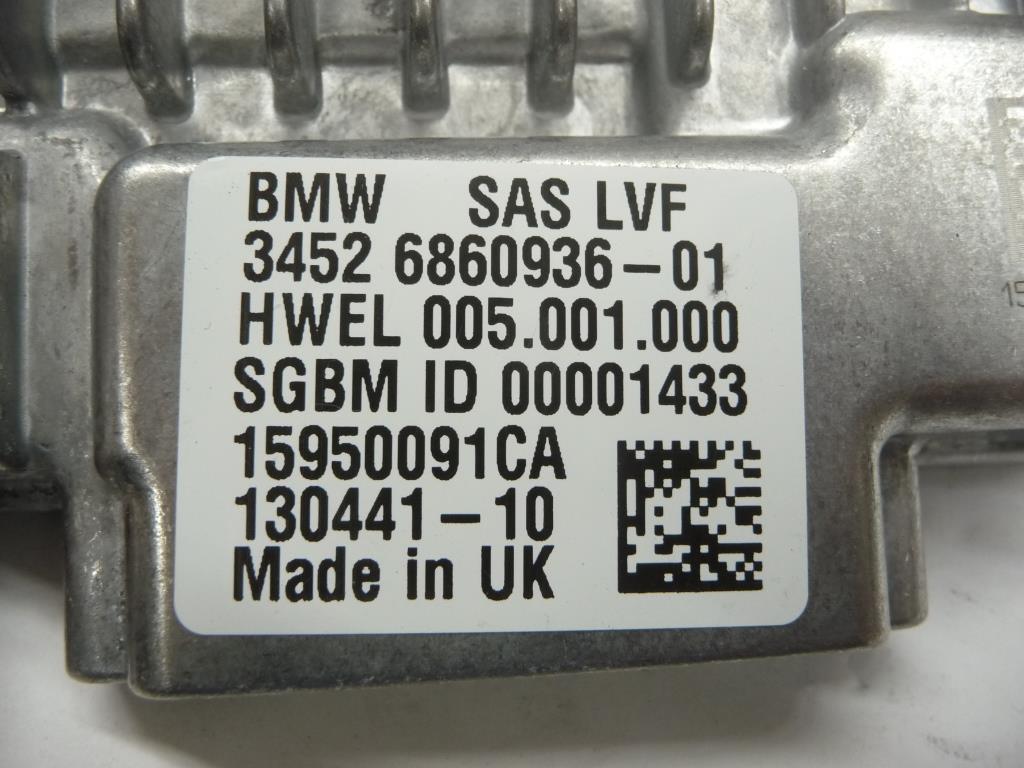 BMW SAS LVF
3452 6860936-01
HWEL 005.001.000
SGBM ID 00001433
15950091CA
130441-10
Made in UK
15